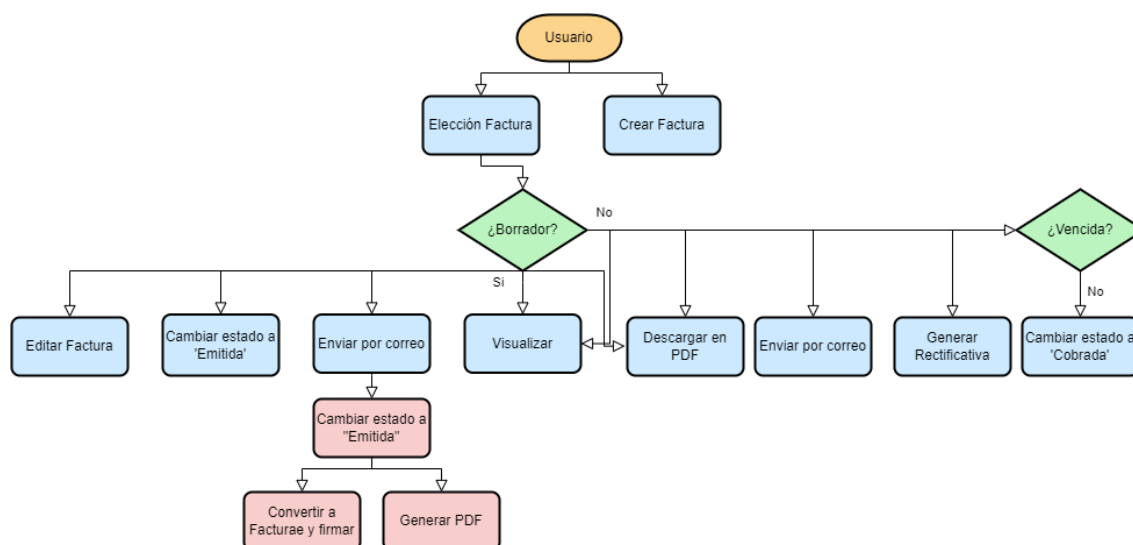 Usuario
Elección Factura
Crear Factura
¿Borrador?
No
¿Vencida?
Si
No
Editar Factura
Cambiar estado a
'Emitida'
Enviar por correo
Visualizar
Descargar en
PDF
Enviar por correo
Generar
Rectificativa
Cambiar estado a
'Cobrada'
Cambiar estado a
"Emitida"
Convertir a
Facturae y firmar
Generar PDF